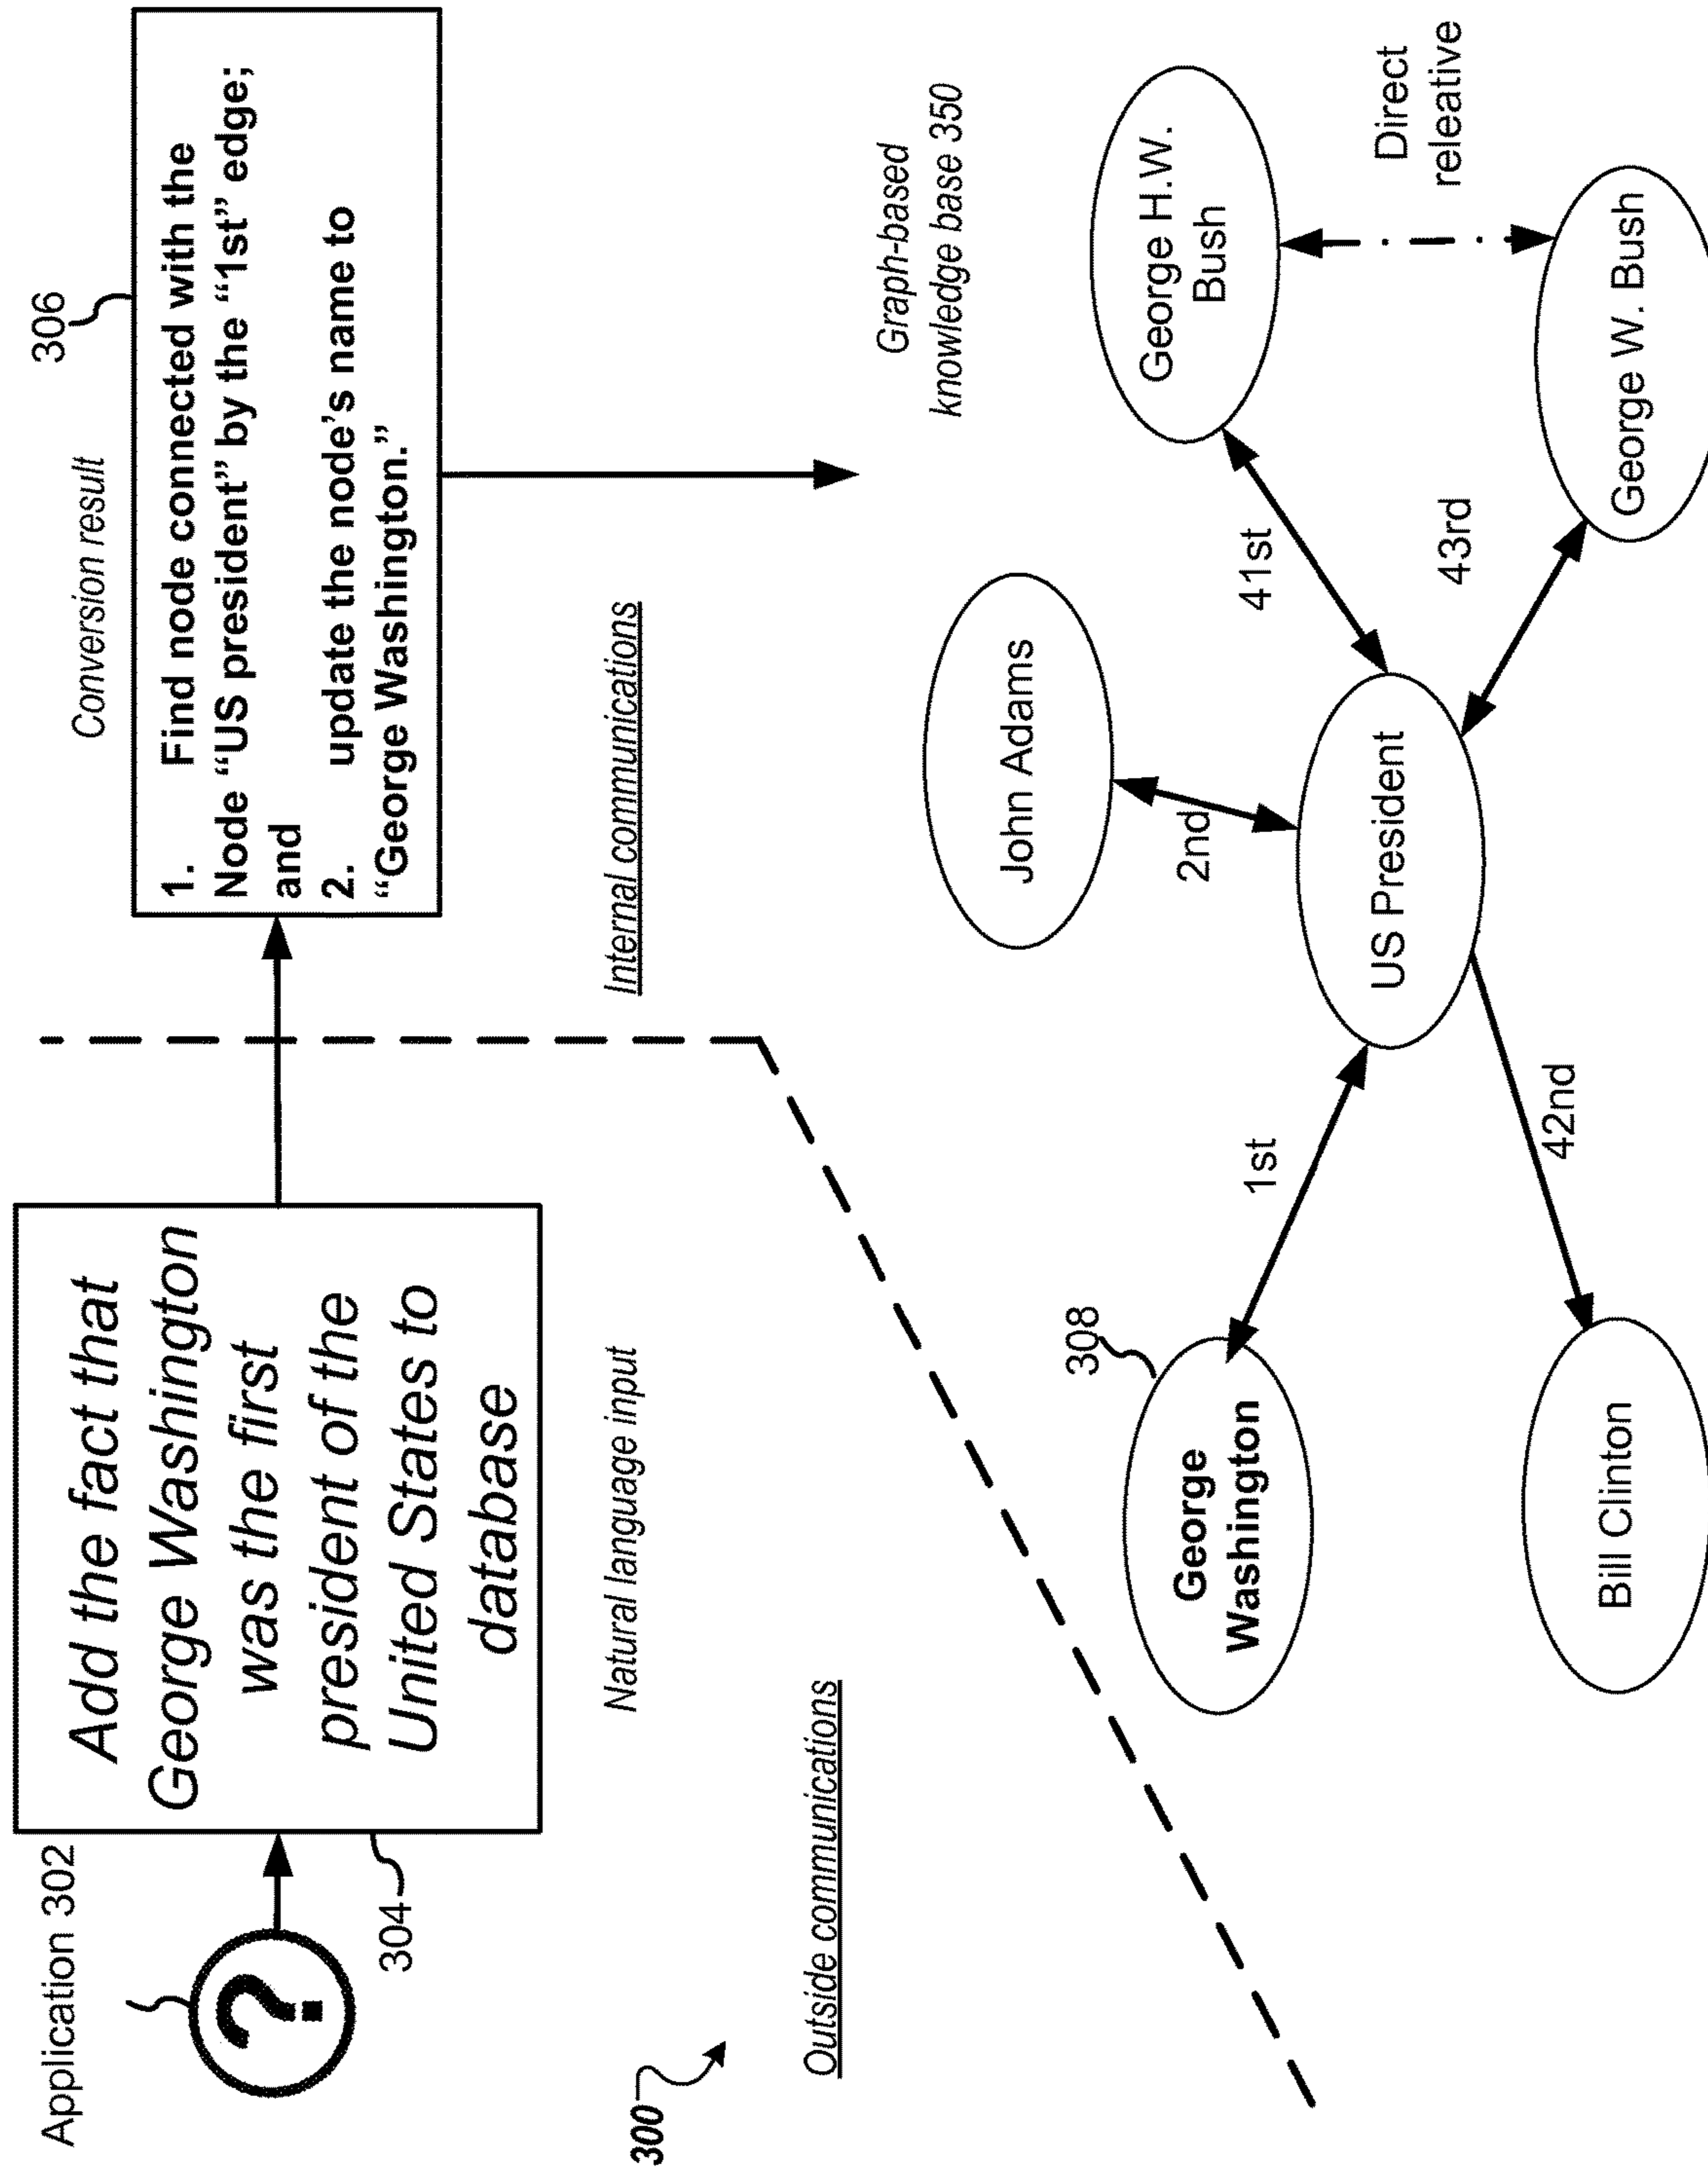 Application 302
?
304
Add the fact that
George Washington
was the first
president of the
United States to
database
Natural language input
300
Outside communications
306
Conversion result
1. Find node connected with the
Node “US president” by the “1st” edge;
and
2. update the node’s name to
“George Washington.”
Internal communications
Graph-based
knowledge base 350
308
George
Washington
1st
John Adams
2nd
US President
41st
George H.W.
Bush
43rd
George W. Bush
Direct
releative
42nd
Bill Clinton